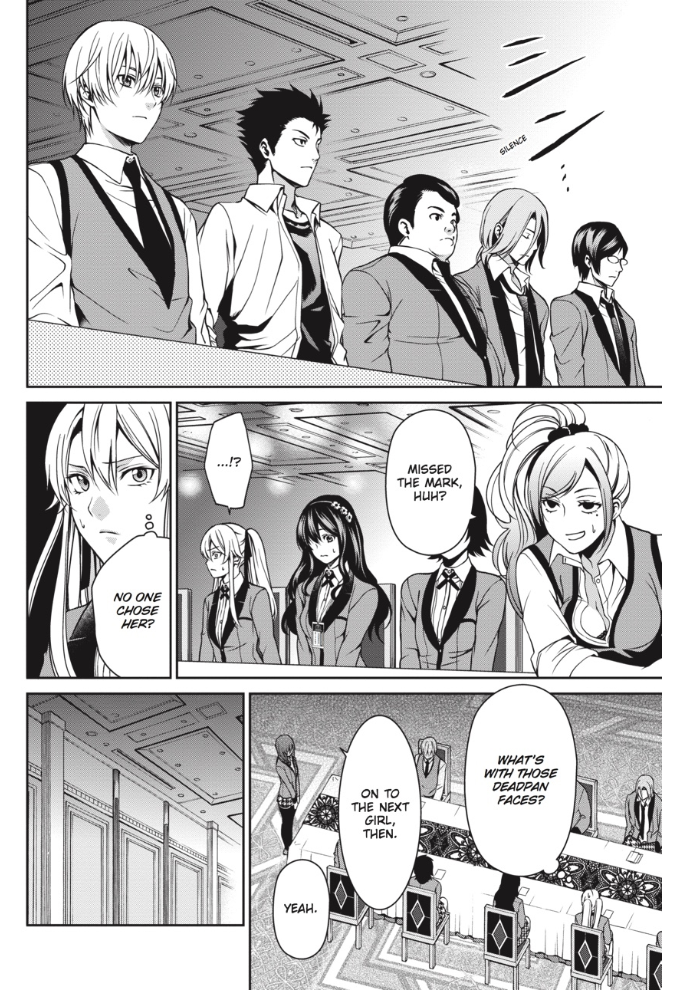 SILENCE
MISSED
THE MARK,
HUH?
...!?
NO ONE
CHOSE
HER?
WHAT'S
WITH THOSE
DEADPAN
FACES?
ON TO
THE NEXT
GIRL,
THEN.
YEAH.